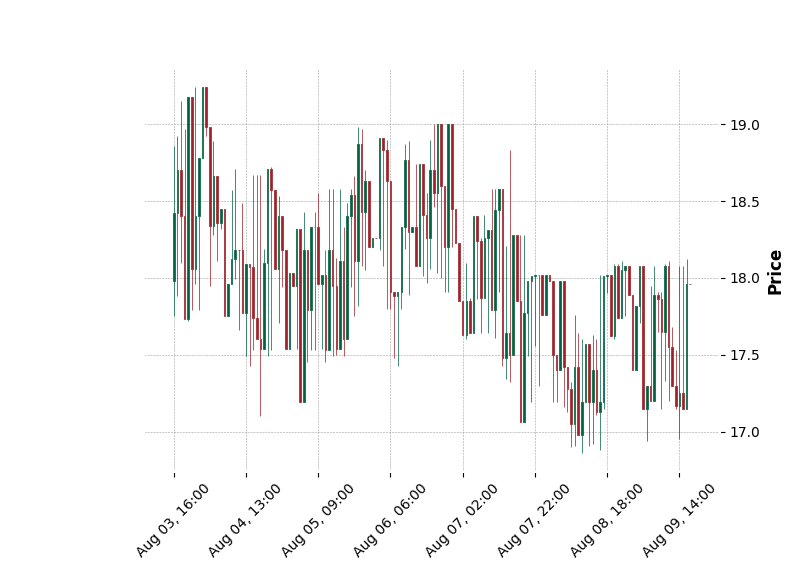 19.0
18.5
18.0
17.5
17.0
Price
Aug 03, 16:00
Aug 04, 13:00
Aug 05, 09:00
Aug 06, 06:00
Aug 07, 02:00
Aug 07, 22:00
Aug 08, 18:00
Aug 09, 14:00